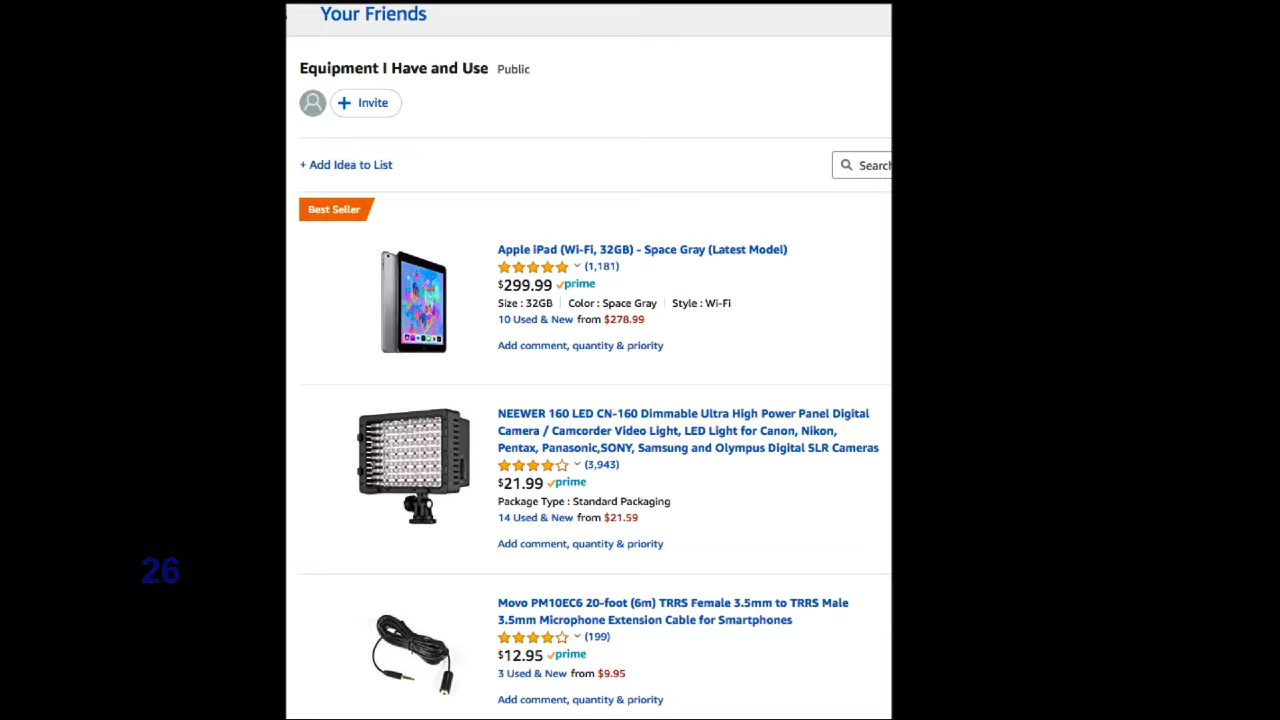 Your Friends
Equipment I Have and Use Public
+ Invite
+ Add Idea to List
Search
Best Seller
Apple iPad (Wi-Fi, 32GB) - Space Gray (Latest Model)
(1,181)
$299.99 prime
Size : 32GB Color : Space Gray Style : Wi-Fi
10 Used & New from $278.99
Add comment, quantity & priority
NEEWER 160 LED CN-160 Dimmable Ultra High Power Panel Digital
Camera / Camcorder Video Light, LED Light for Canon, Nikon,
Pentax, Panasonic,SONY, Samsung and Olympus Digital SLR Cameras
(3,943)
$21.99 prime
Package Type : Standard Packaging
14 Used & New from $21.59
Add comment, quantity & priority
26
Movo PM10EC6 20-foot (6m) TRRS Female 3.5mm to TRRS Male
3.5mm Microphone Extension Cable for Smartphones
(199)
$12.95 prime
3 Used & New from $9.95
Add comment, quantity & priority